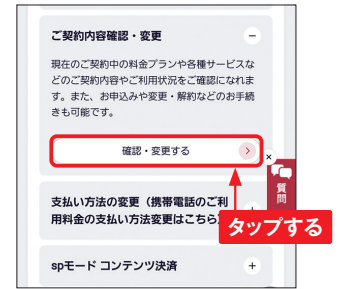 ご契約内容確認・変更
現在のご契約中の料金プランや各種サービスな
どのご契約内容やご利用状況をご確認になれま
す。また、お申込みや変更・解約などのお手続
きも可能です。
確認・変更する
質問
支払い方法の変更（携帯電話のご利
用料金の支払い方法変更はこちら
タップする
spモード コンテンツ決済